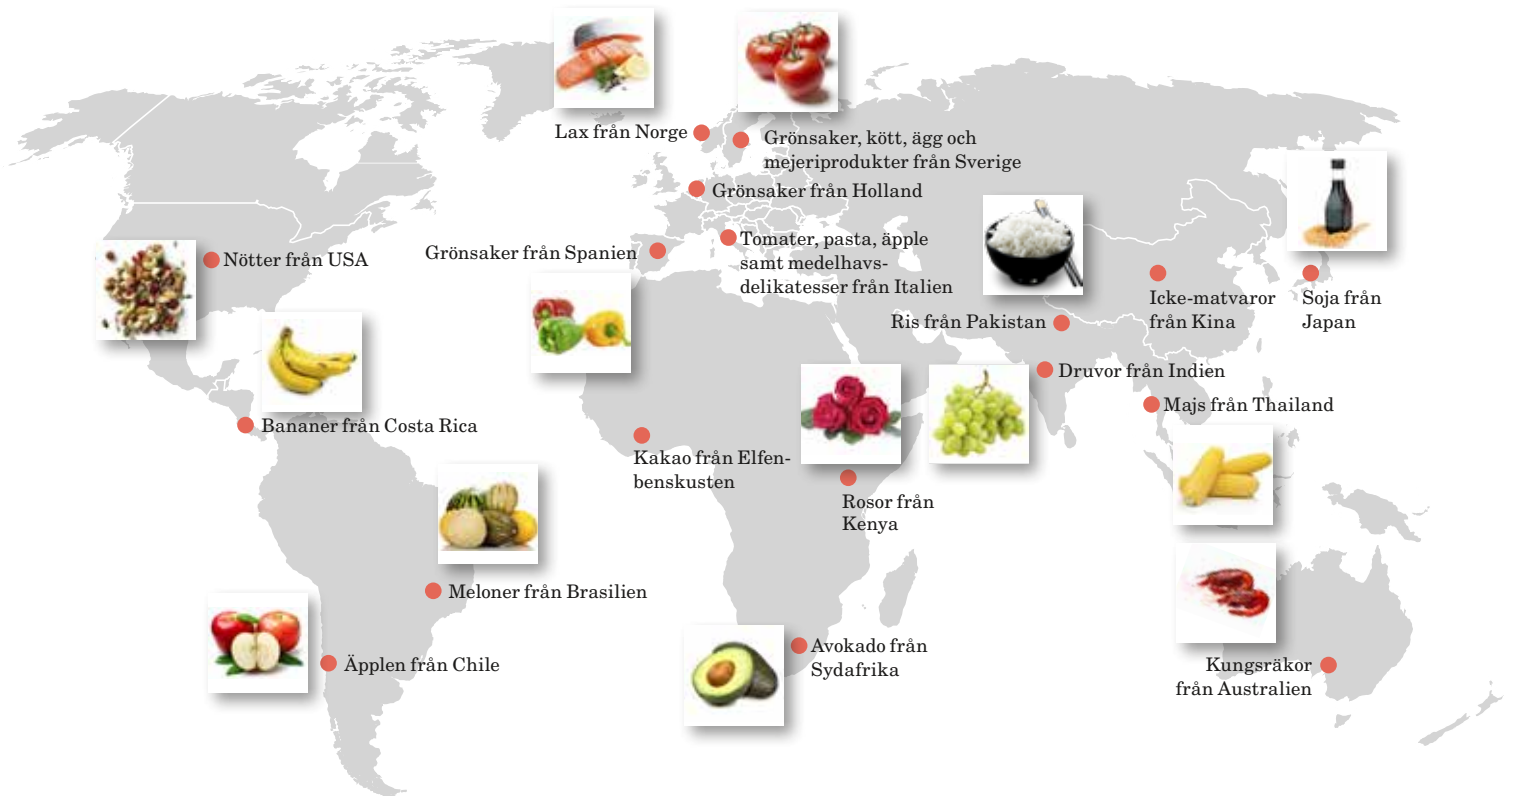 Lax från Norge
Grönsaker, kött, ägg och
mejeriprodukter från Sverige
Grönsaker från Holland
Grönsaker från Spanien
Tomater, pasta, äpple
samt medelhavs-
delikatesser från Italien
Nötter från USA
Icke-matvaror
från Kina
Soja från
Japan
Ris från Pakistan
Druvor från Indien
Majs från Thailand
Bananer från Costa Rica
Kakao från Elfen-
benskusten
Rosor från
Kenya
Meloner från Brasilien
Äpplen från Chile
Avokado från
Sydafrika
Kungsräkor
från Australien